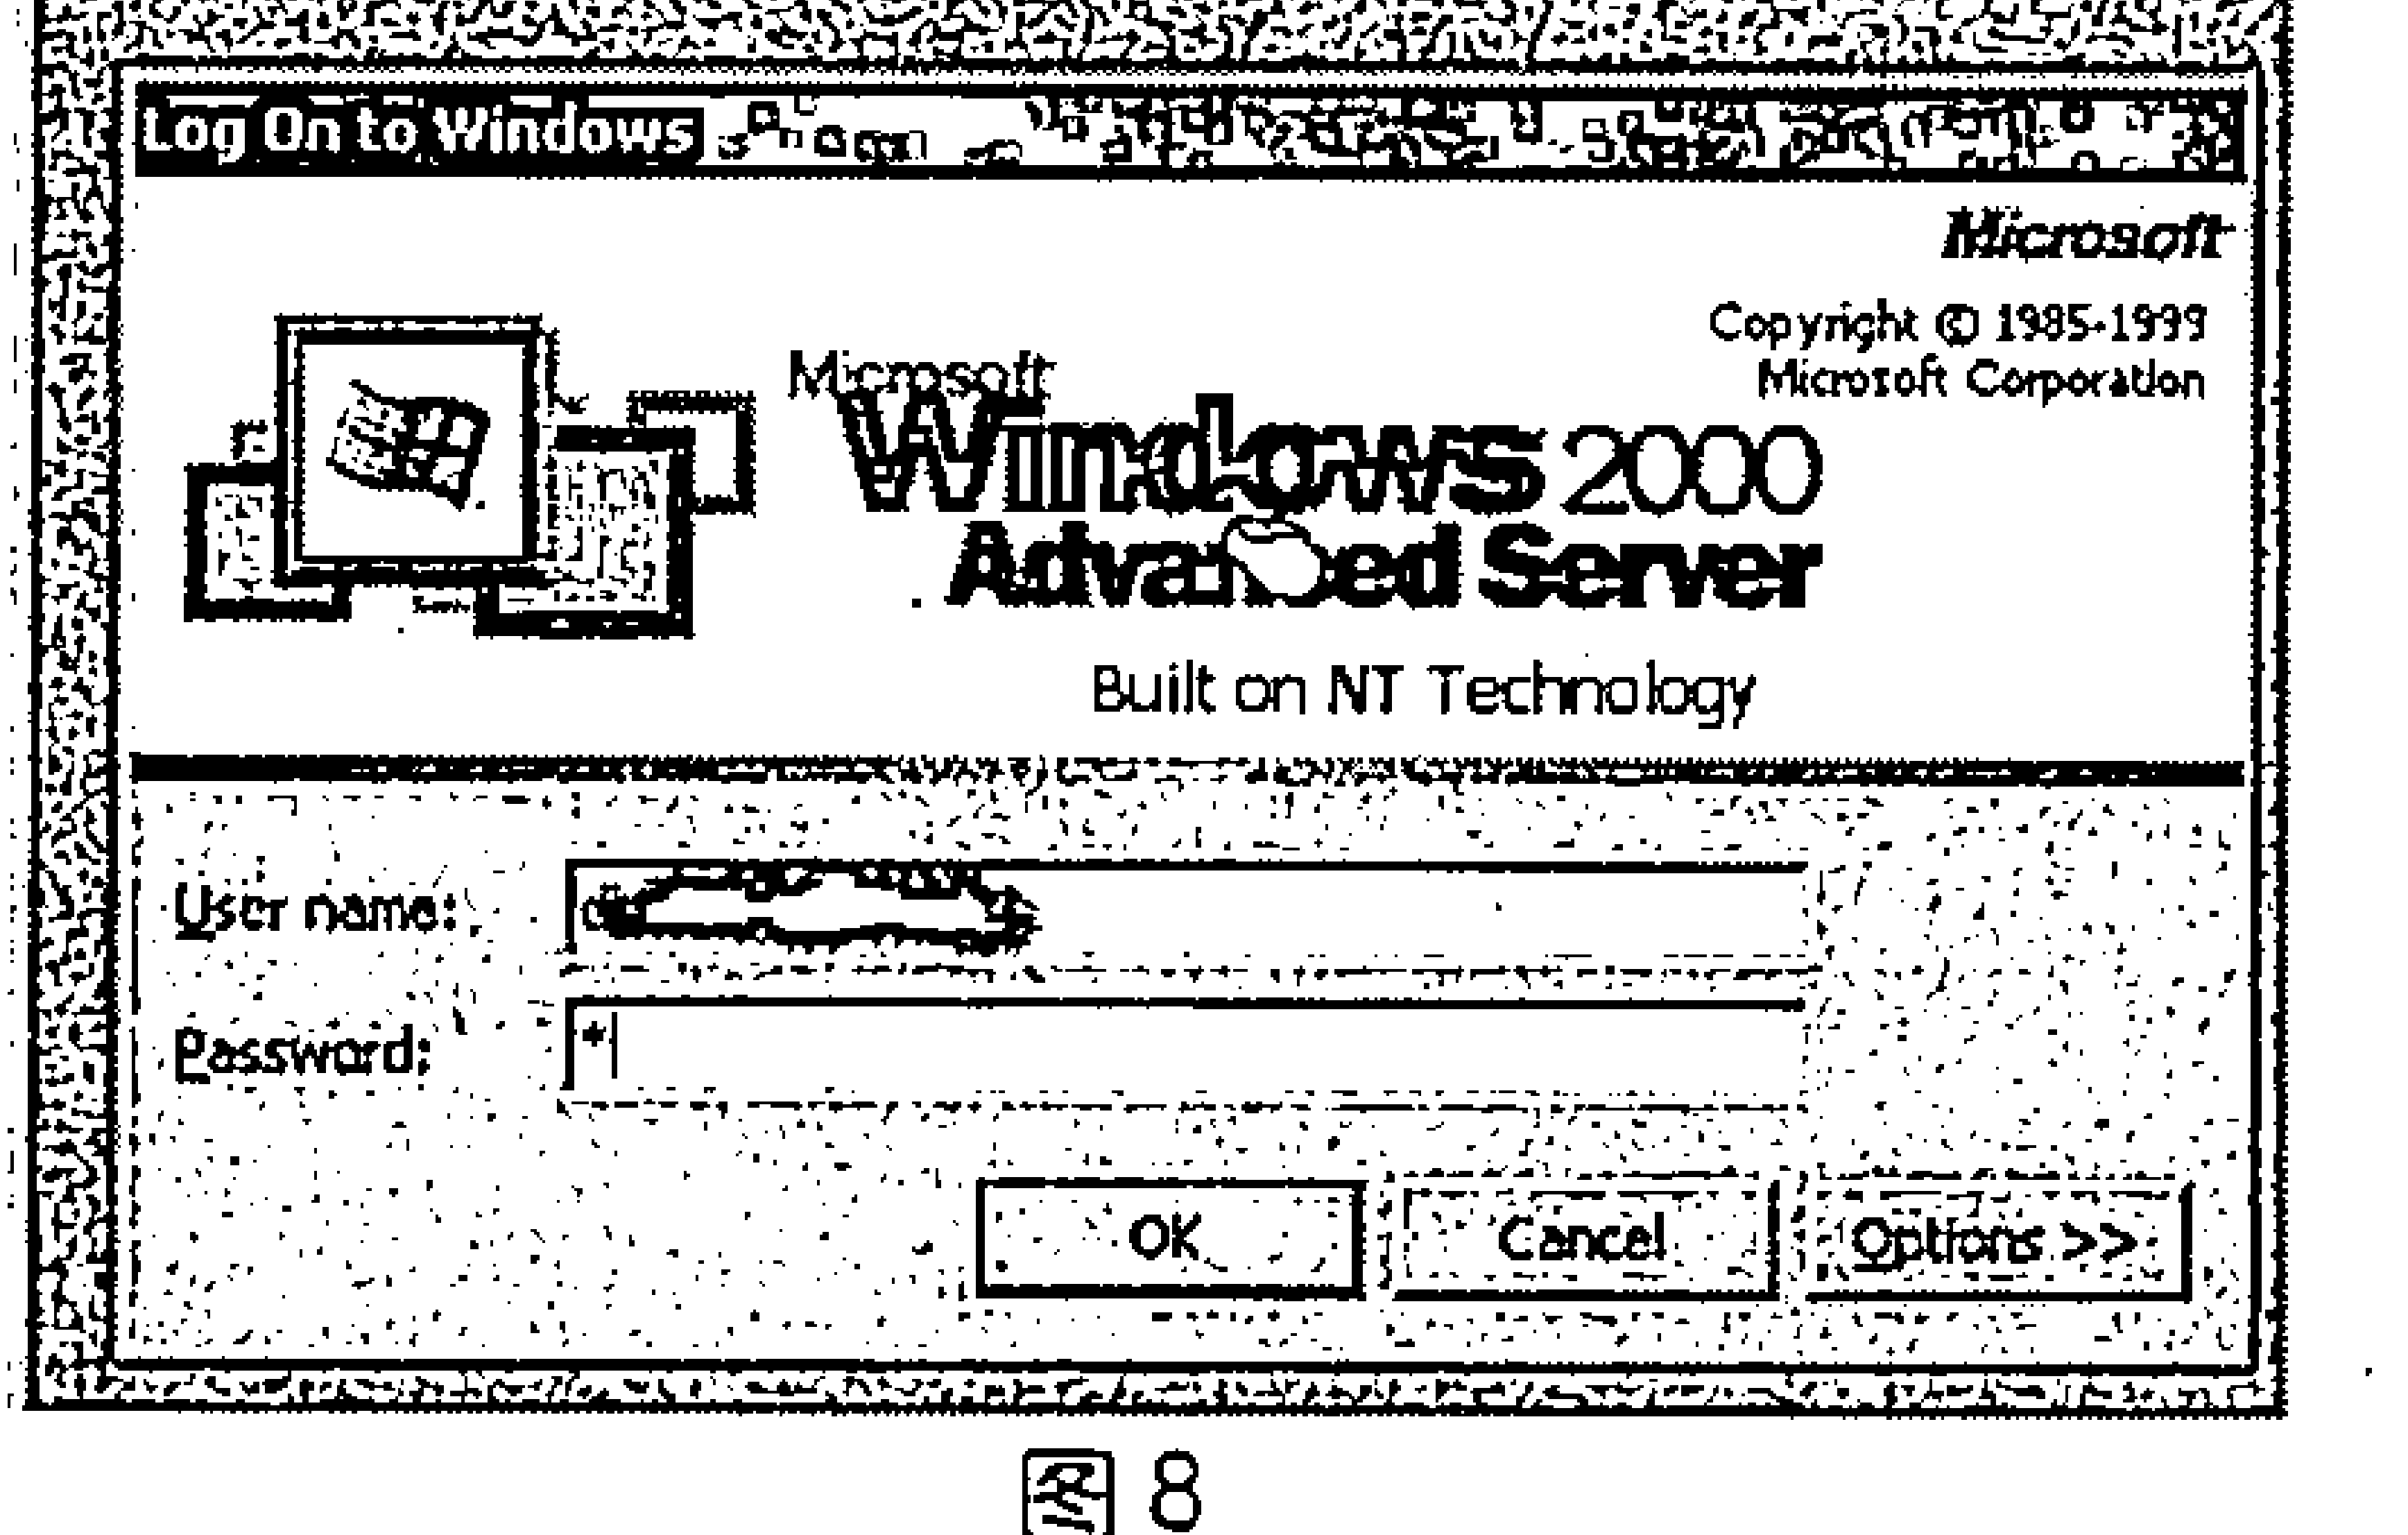 Log On to Windows
Microsoft
Copyright © 1985-1999
Microsoft Corporation
Microsoft
Windows 2000
Advanced Server
Built on NT Technology
User name:
Password: *
OK Cancel Options >>
图 8